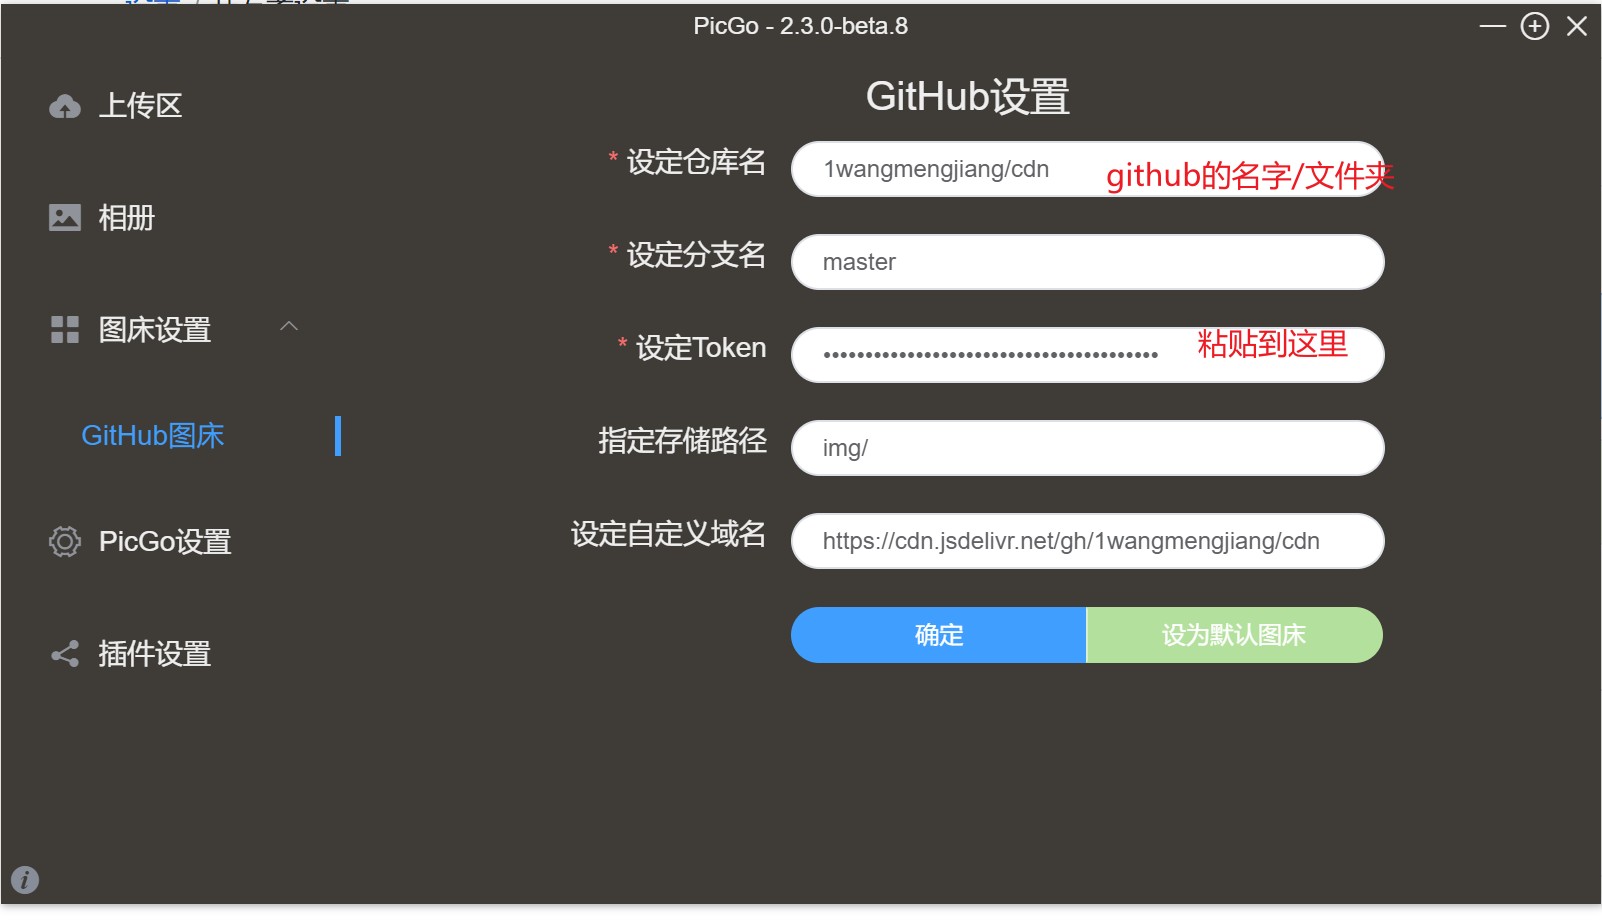 PicGo - 2.3.0-beta.8
上传区
相册
图床设置
GitHub图床
PicGo设置
插件设置
GitHub设置
* 设定仓库名
1wangmengjiang/cdn
github的名字/文件夹
* 设定分支名
master
* 设定Token
••••••••••••••••••••••••••••••••••••••••
粘贴到这里
指定存储路径
img/
设定自定义域名
https://cdn.jsdelivr.net/gh/1wangmengjiang/cdn
确定
设为默认图床